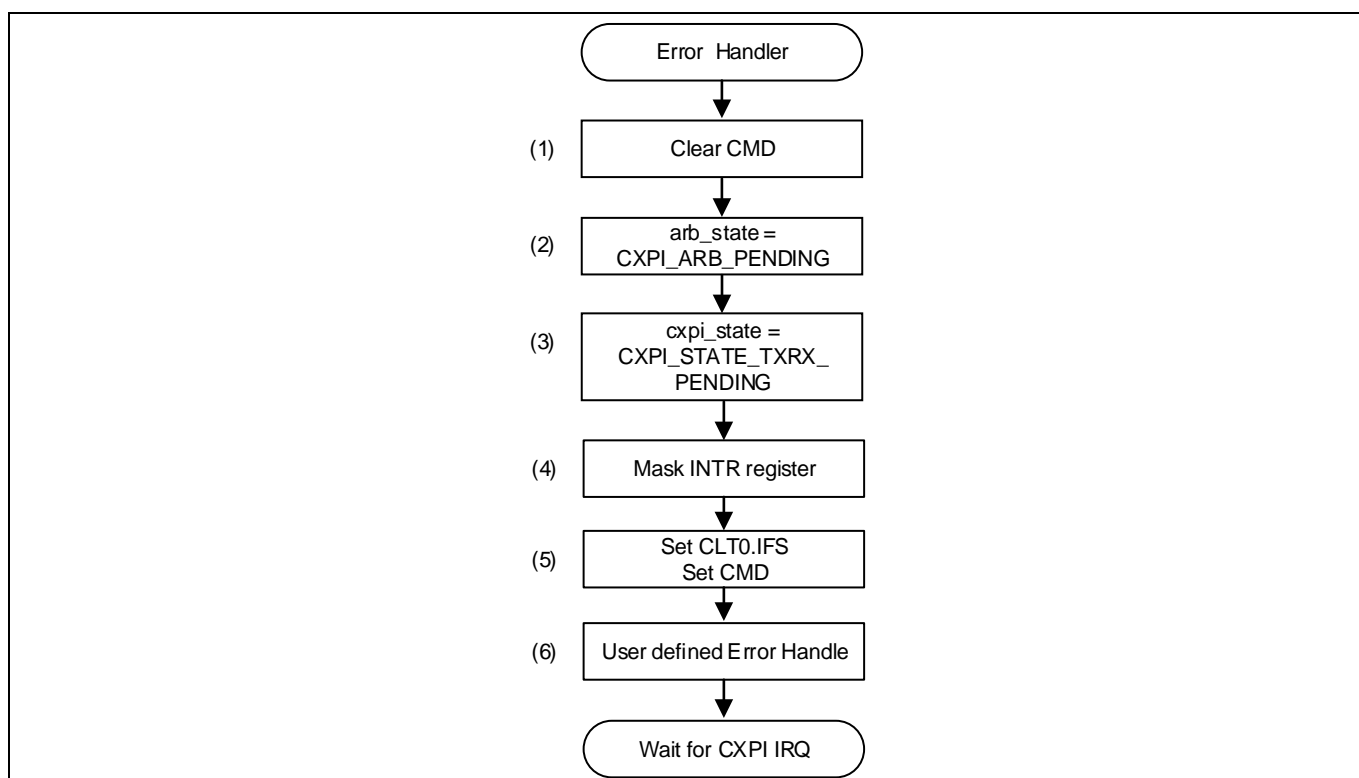 Error Handler
(1)
Clear CMD
(2)
arb_state =
CXPI_ARB_PENDING
(3)
cxpi_state =
CXPI_STATE_TXRX_
PENDING
(4)
Mask INTR register
(5)
Set CLT0.IFS
Set CMD
(6)
User defined Error Handle
Wait for CXPI IRQ